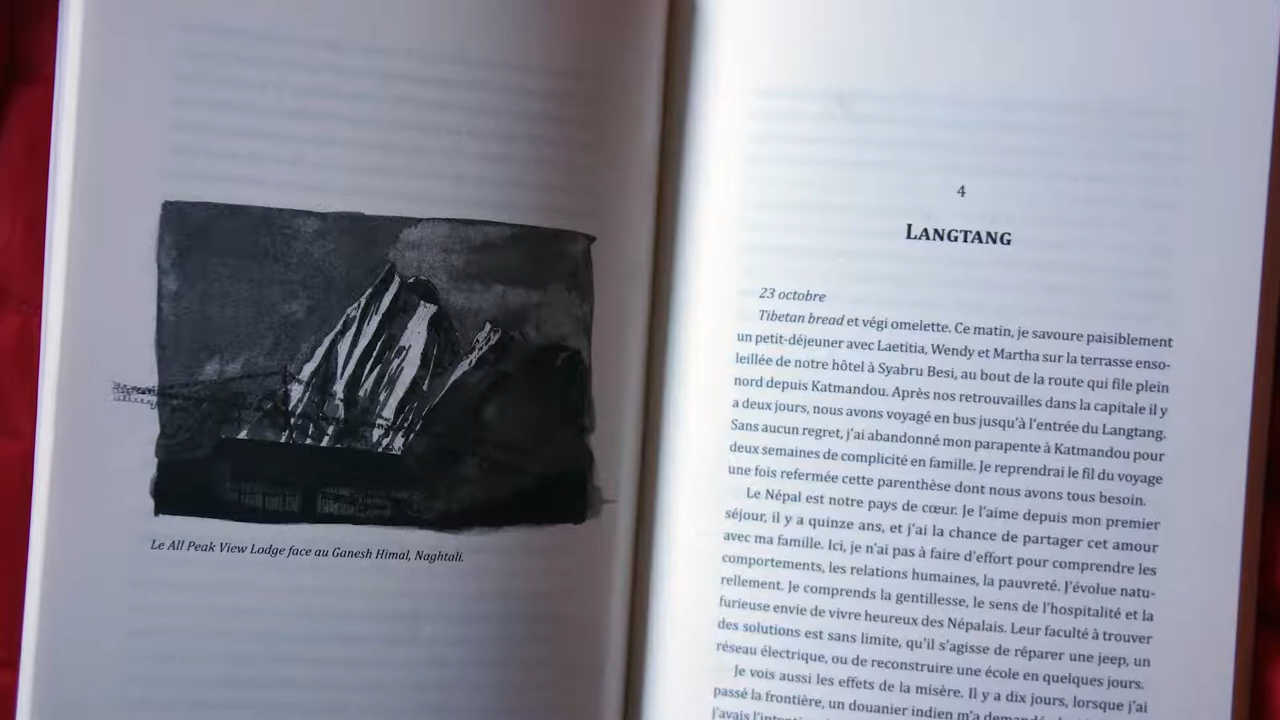 Le All Peak View Lodge face au Ganesh Himal, Naghtali.
4
LANGTANG
23 octobre
Tibetan bread et végi omelette. Ce matin, je savoure paisiblement
un petit-déjeuner avec Laetitia, Wendy et Martha sur la terrasse enso-
leillée de notre hôtel à Syabru Besi, au bout de la route qui file plein
nord depuis Katmandou. Après nos retrouvailles dans la capitale il y
a deux jours, nous avons voyagé en bus jusqu'à l'entrée du Langtang.
Sans aucun regret, j'ai abandonné mon parapente à Katmandou pour
deux semaines de complicité en famille. Je reprendrai le fil du voyage
une fois refermée cette parenthèse dont nous avons tous besoin.
Le Népal est notre pays de cœur. Je l'aime depuis mon premier
séjour, il y a quinze ans, et j'ai la chance de partager cet amour
avec ma famille. Ici, je n'ai pas à faire d'effort pour comprendre les
comportements, les relations humaines, la pauvreté. J'évolue natu-
rellement. Je comprends la gentillesse, le sens de l'hospitalité et la
furieuse envie de vivre heureux des Népalais. Leur faculté à trouver
des solutions est sans limite, qu'il s'agisse de réparer une jeep, un
réseau électrique, ou de reconstruire une école en quelques jours.
Je vois aussi les effets de la misère. Il y a dix jours, lorsque j'ai
passé la frontière, un douanier indien m'a
j'avais